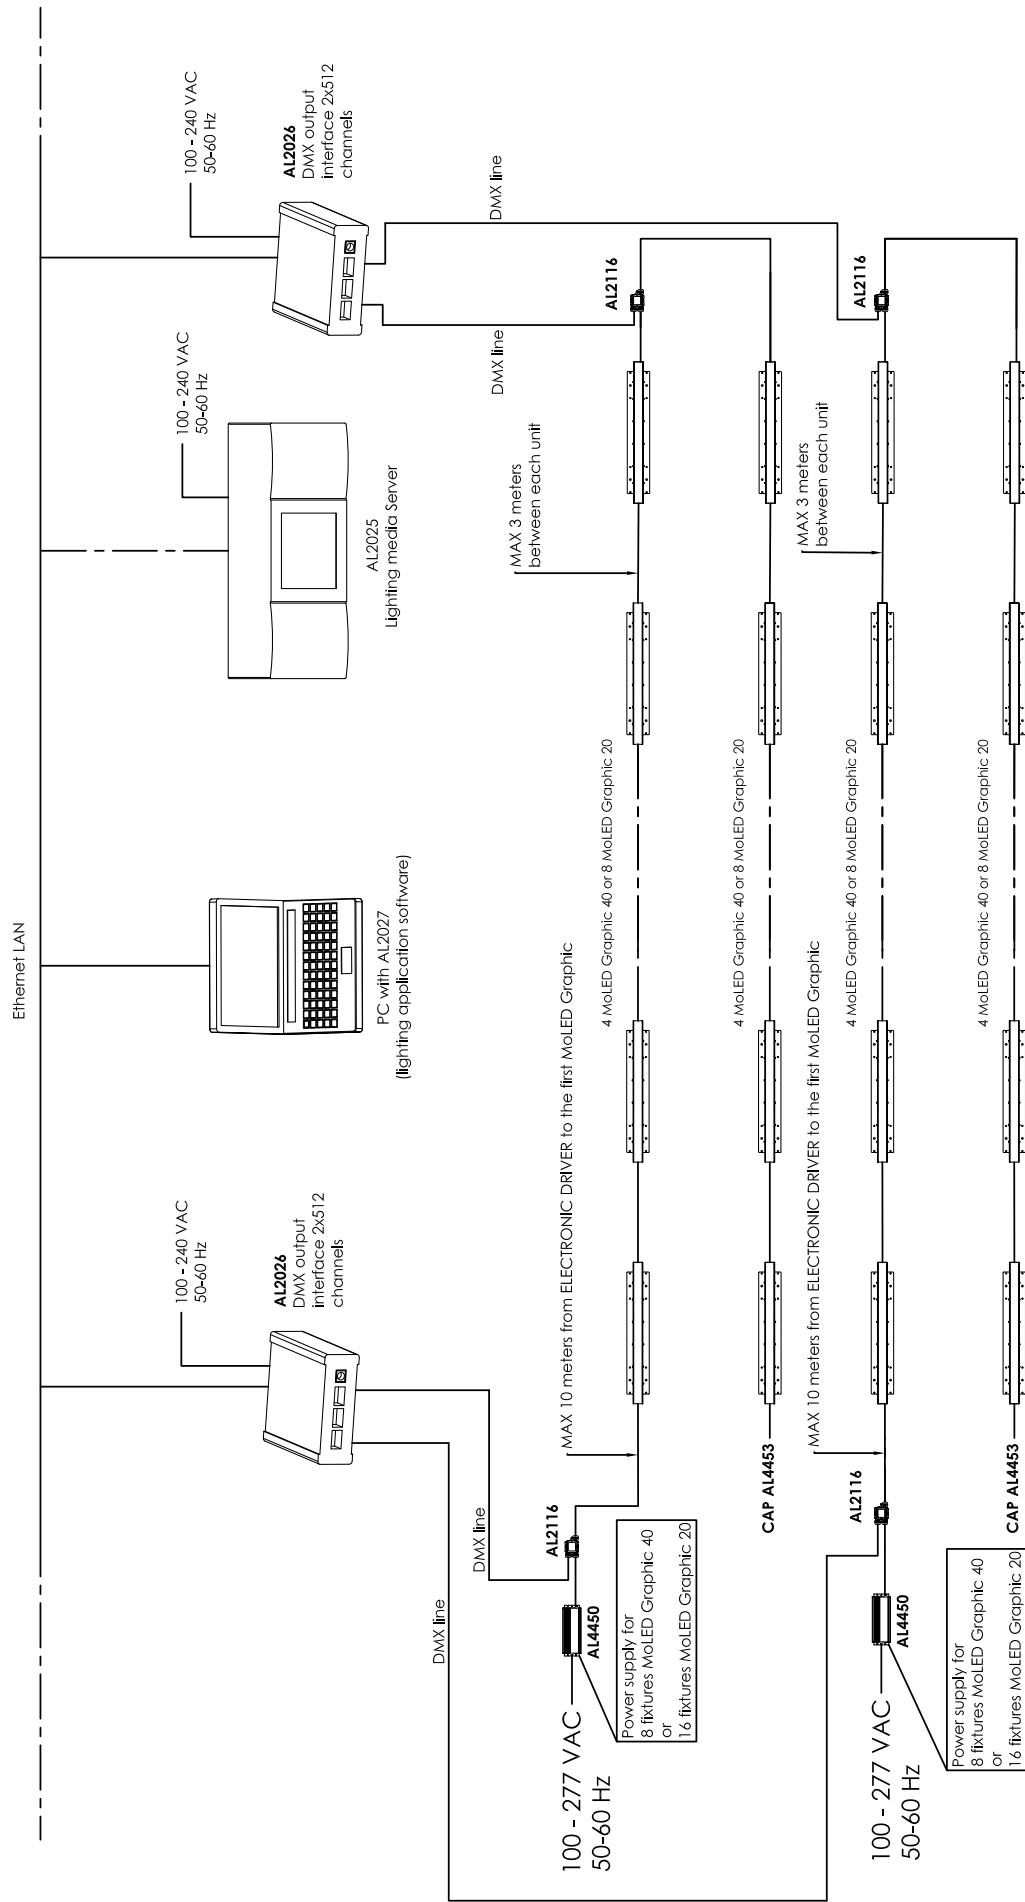 Ethernet LAN
100 - 240 VAC
50-60 Hz
AL2026
DMX output
interface 2x512
channels
PC with AL2027
(lighting application software)
100 - 240 VAC
50-60 Hz
AL2025
Lighting media Server
100 - 240 VAC
50-60 Hz
AL2026
DMX output
interface 2x512
channels
DMX line
DMX line
DMX line
DMX line
100 - 277 VAC
50-60 Hz
AL4450
AL2116
Power supply for
8 fixtures MoLED Graphic 40
or
16 fixtures MoLED Graphic 20
MAX 10 meters from ELECTRONIC DRIVER to the first MoLED Graphic
4 MoLED Graphic 40 or 8 MoLED Graphic 20
MAX 3 meters
between each unit
AL2116
CAP AL4453
4 MoLED Graphic 40 or 8 MoLED Graphic 20
100 - 277 VAC
50-60 Hz
AL4450
AL2116
Power supply for
8 fixtures MoLED Graphic 40
or
16 fixtures MoLED Graphic 20
MAX 10 meters from ELECTRONIC DRIVER to the first MoLED Graphic
4 MoLED Graphic 40 or 8 MoLED Graphic 20
MAX 3 meters
between each unit
AL2116
CAP AL4453
4 MoLED Graphic 40 or 8 MoLED Graphic 20